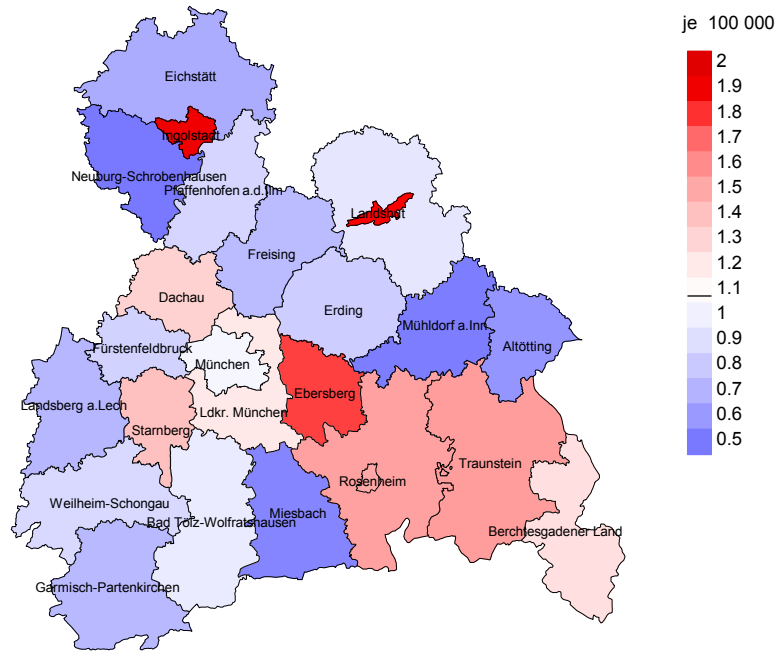 je 100 000
2
1.9
1.8
1.7
1.6
1.5
1.4
1.3
1.2
1.1
1
0.9
0.8
0.7
0.6
0.5
Eichstätt
Ingolstadt
Neuburg-Schrobenhausen
Pfaffenhofen a.d.Ilm
Landshut
Freising
Dachau
Erding
Mühldorf a.Inn
Fürstenfeldbruck
Altötting
München
Ebersberg
Landsberg a.Lech
Ldkr. München
Starnberg
Traunstein
Rosenheim
Weilheim-Schongau
Miesbach
Bad Tölz-Wolfratshausen
Berchtesgadener Land
Garmisch-Partenkirchen